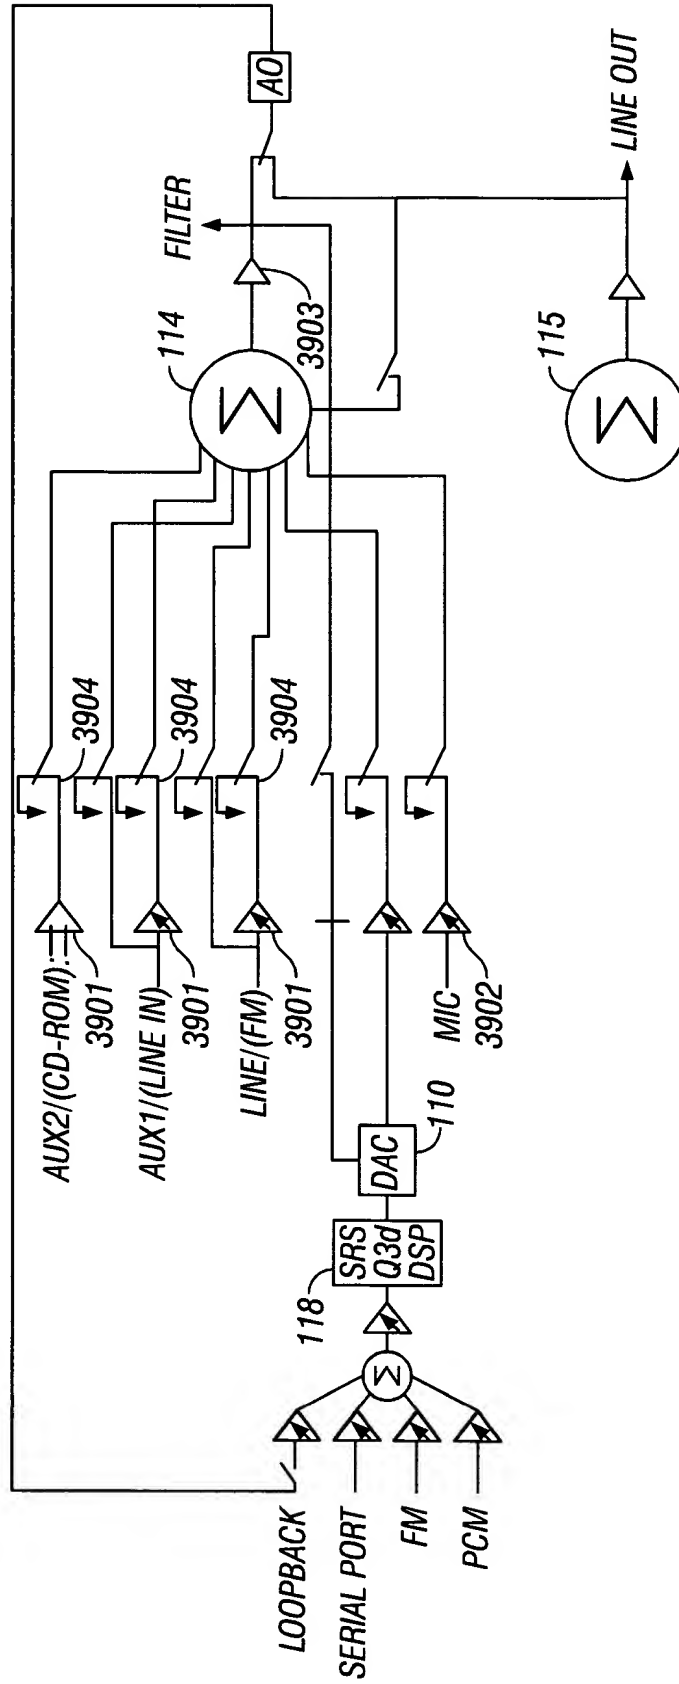 AUX2/(CD-ROM)
3901
3904
AUX1/(LINE IN)
3901
3904
LINE/(FM)
3901
3904
MIC
3902
LOOPBACK
SERIAL PORT
FM
PCM
Σ
118
SRS
Q3d
DSP
DAC
110
114
Σ
3903
FILTER
AO
115
Σ
LINE OUT